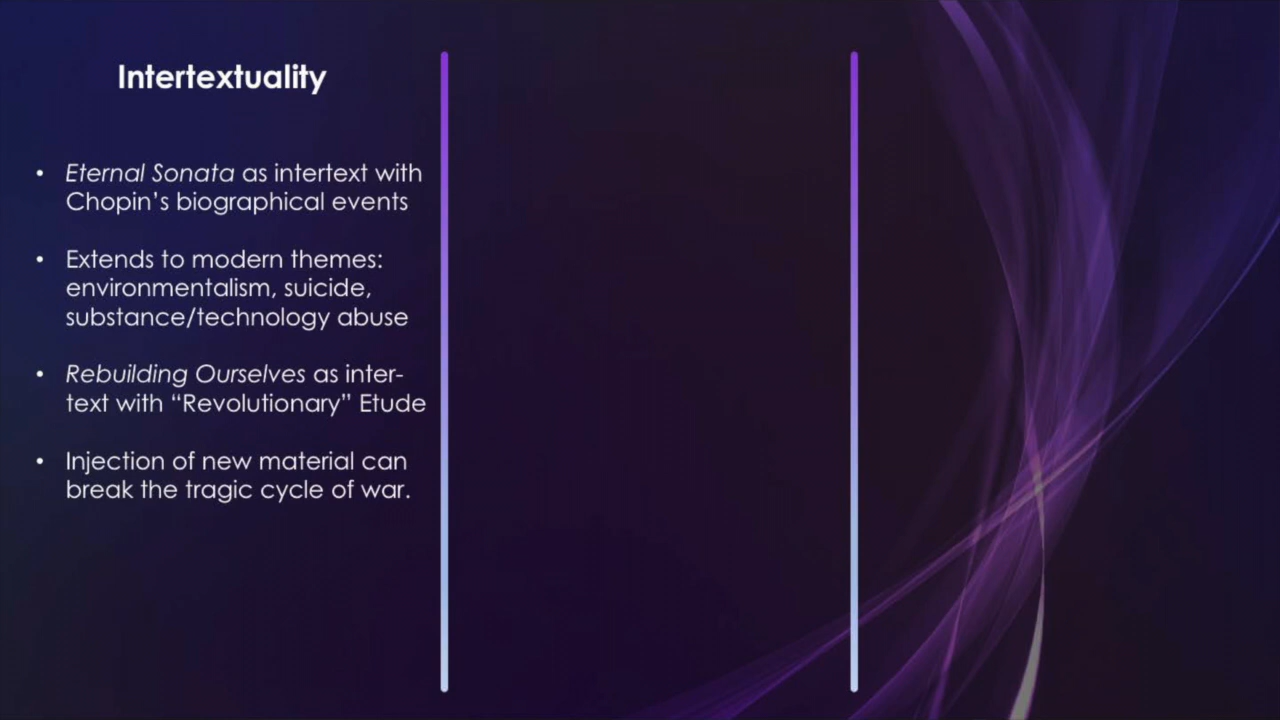 Intertextuality
• Eternal Sonata as intertext with
Chopin’s biographical events
• Extends to modern themes:
environmentalism, suicide,
substance/technology abuse
• Rebuilding Ourselves as inter-
text with “Revolutionary” Etude
• Injection of new material can
break the tragic cycle of war.